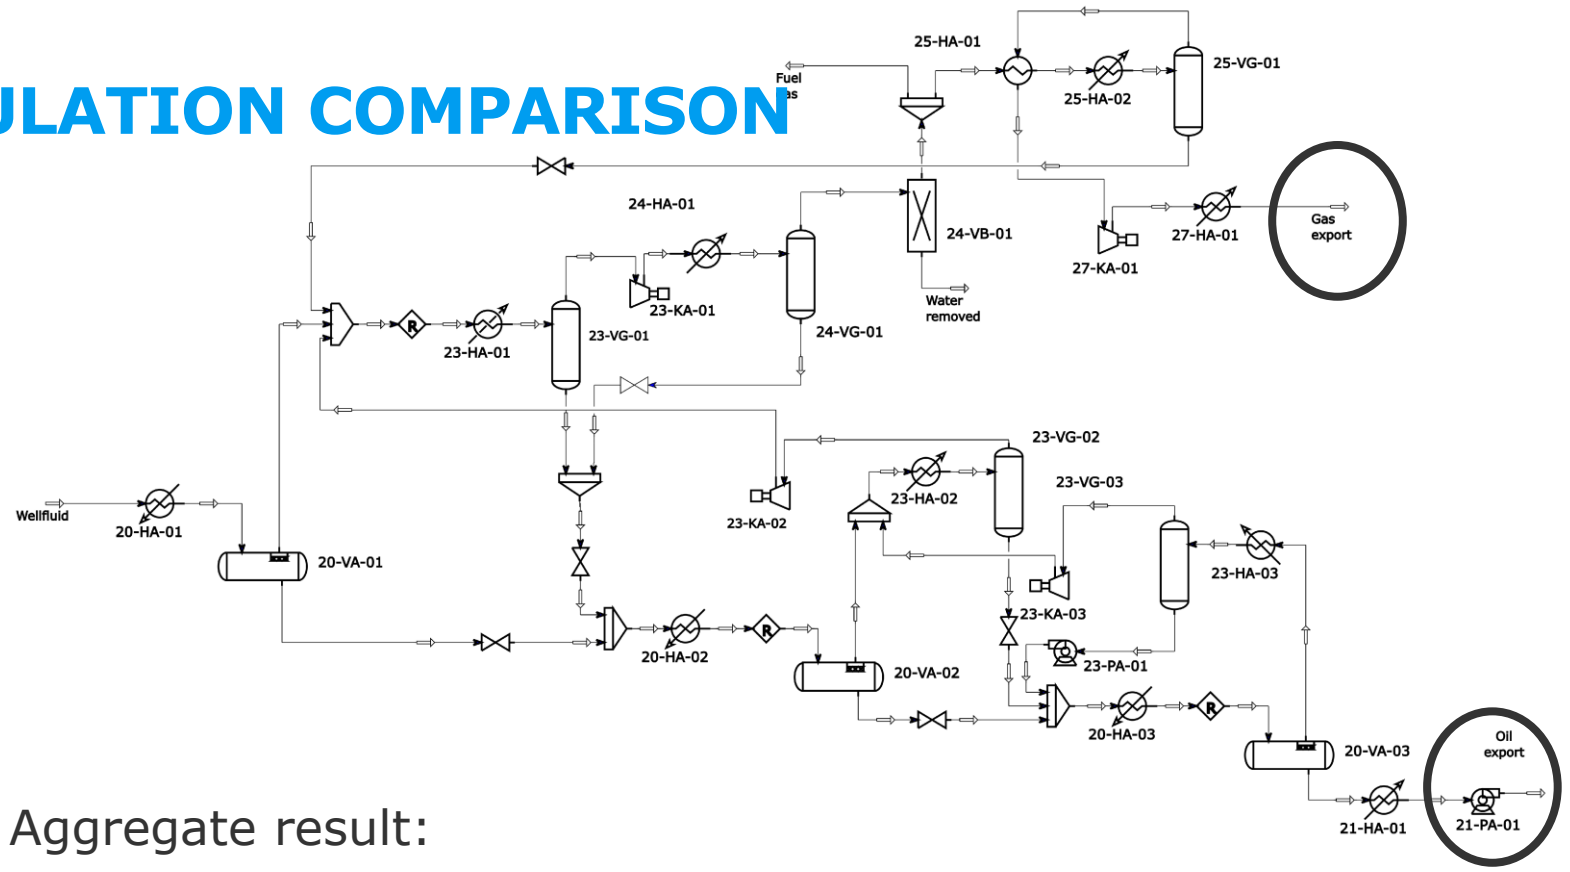 25-HA-01
25-VG-01
Fuel
as
25-HA-02
ULATION COMPARISON
24-HA-01
24-VB-01
Gas
export
27-HA-01
27-KA-01
Water
removed
23-KA-01
24-VG-01
R
23-HA-01
23-VG-01
23-VG-02
23-VG-03
23-HA-02
23-KA-02
Wellfluid
20-HA-01
20-VA-01
23-HA-03
23-KA-03
R
20-HA-02
23-PA-01
20-VA-02
R
20-HA-03
Oil
export
20-VA-03
21-HA-01
21-PA-01
Aggregate result: